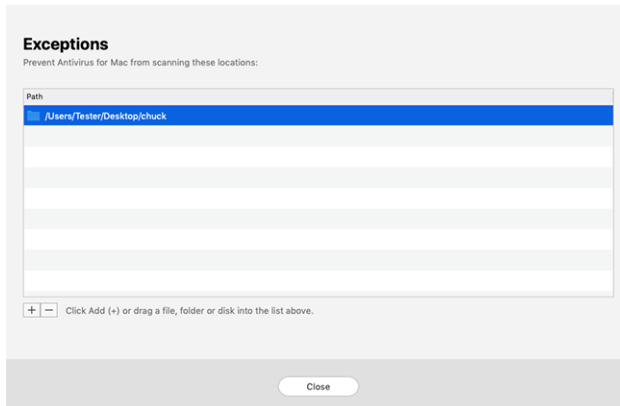 Exceptions
Prevent Antivirus for Mac from scanning these locations:
Path
/Users/Tester/Desktop/chuck
+ − Click Add (+) or drag a file, folder or disk into the list above.
Close